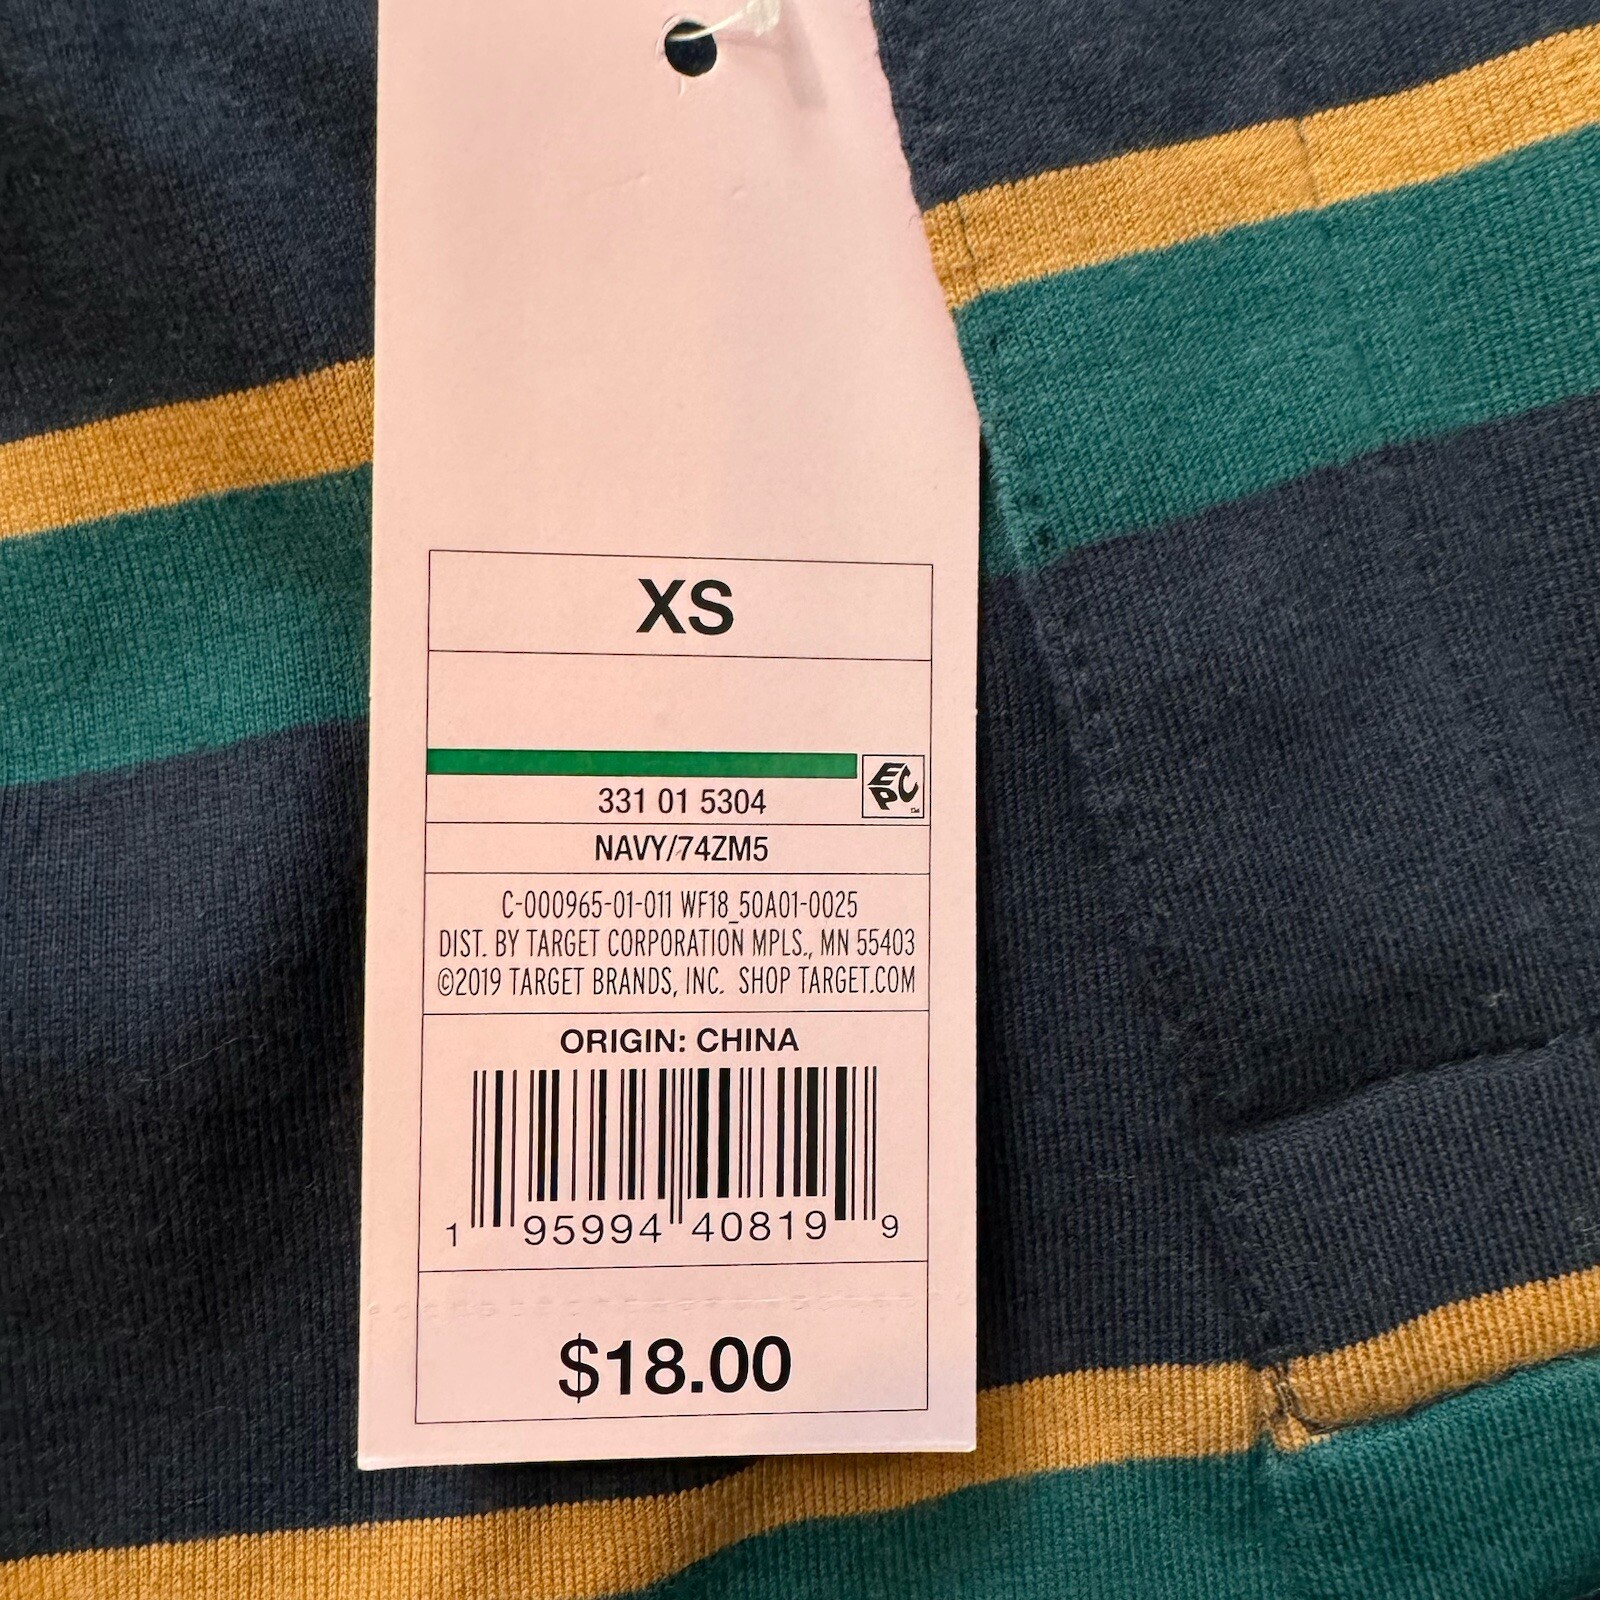 XS
EPC
331 01 5304
NAVY/74ZM5
C-000965-01-011 WF18_50A01-0025
DIST. BY TARGET CORPORATION MPLS., MN 55403
©2019 TARGET BRANDS, INC. SHOP TARGET.COM
ORIGIN: CHINA
1 95994 40819 9
$18.00